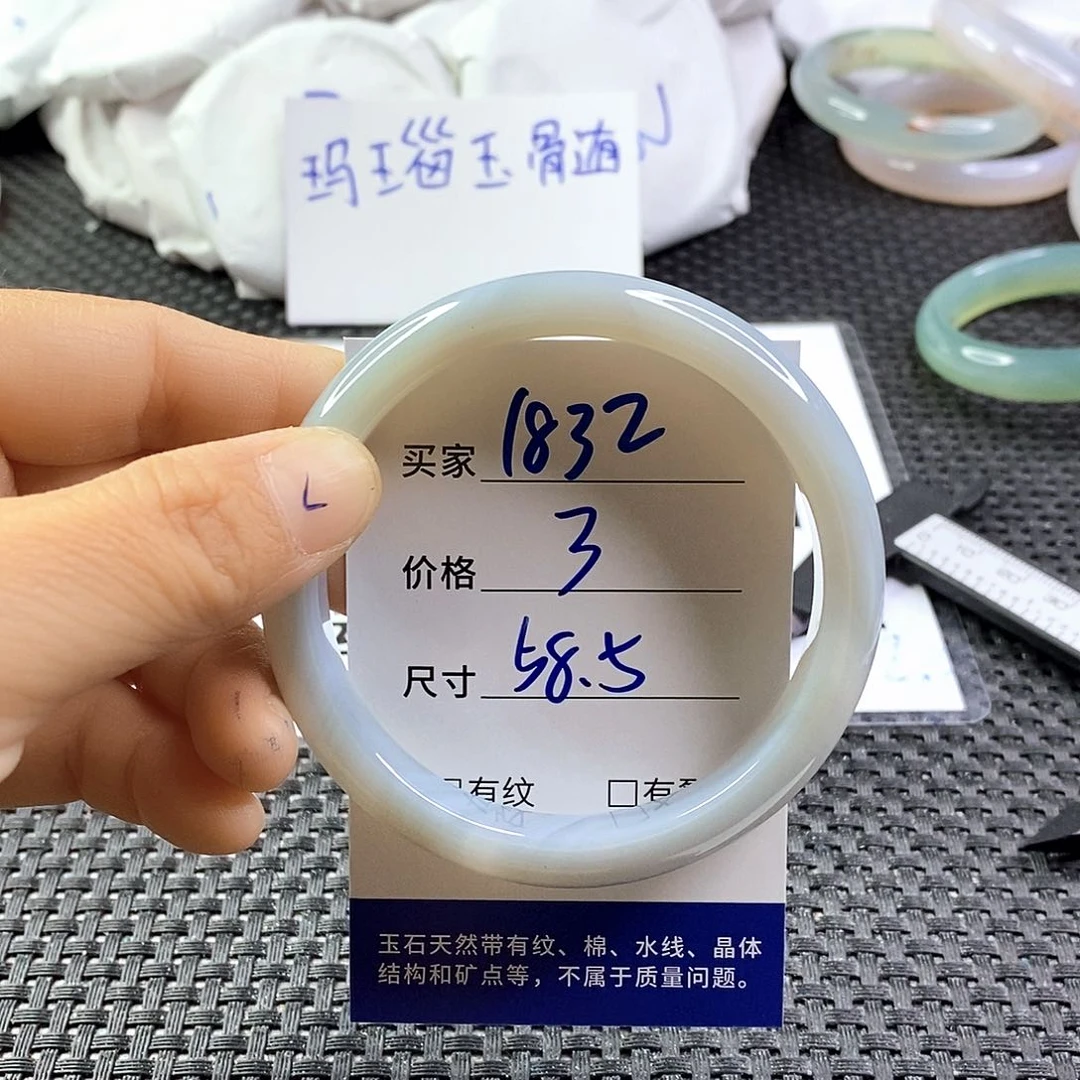 玛瑙玉骨髓
买家 1832
价格 3
尺寸 58.5
有纹 □有
玉石天然带有纹、棉、水线、晶体
结构和矿点等，不属于质量问题。